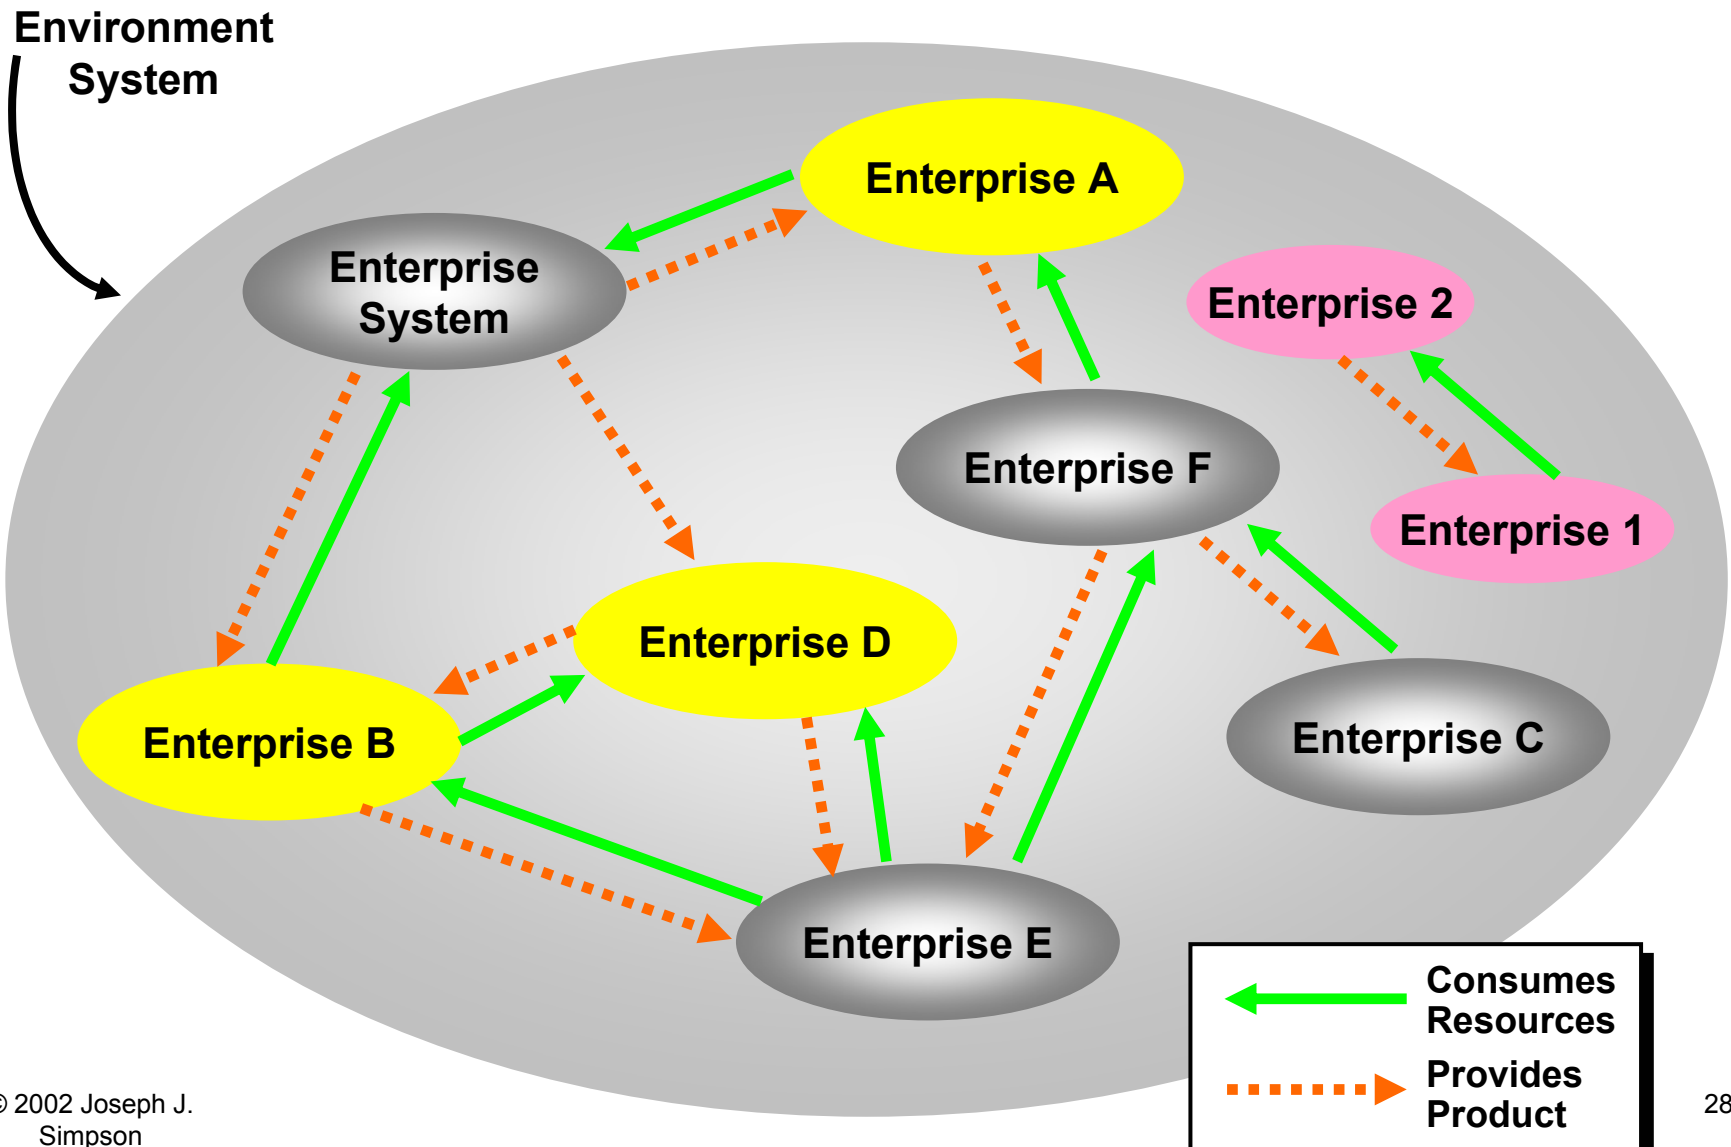 Environment
System
Enterprise A
Enterprise
System
Enterprise 2
Enterprise F
Enterprise 1
Enterprise D
Enterprise B
Enterprise C
Enterprise E
Consumes
Resources
Provides
Product
© 2002 Joseph J.
Simpson
28